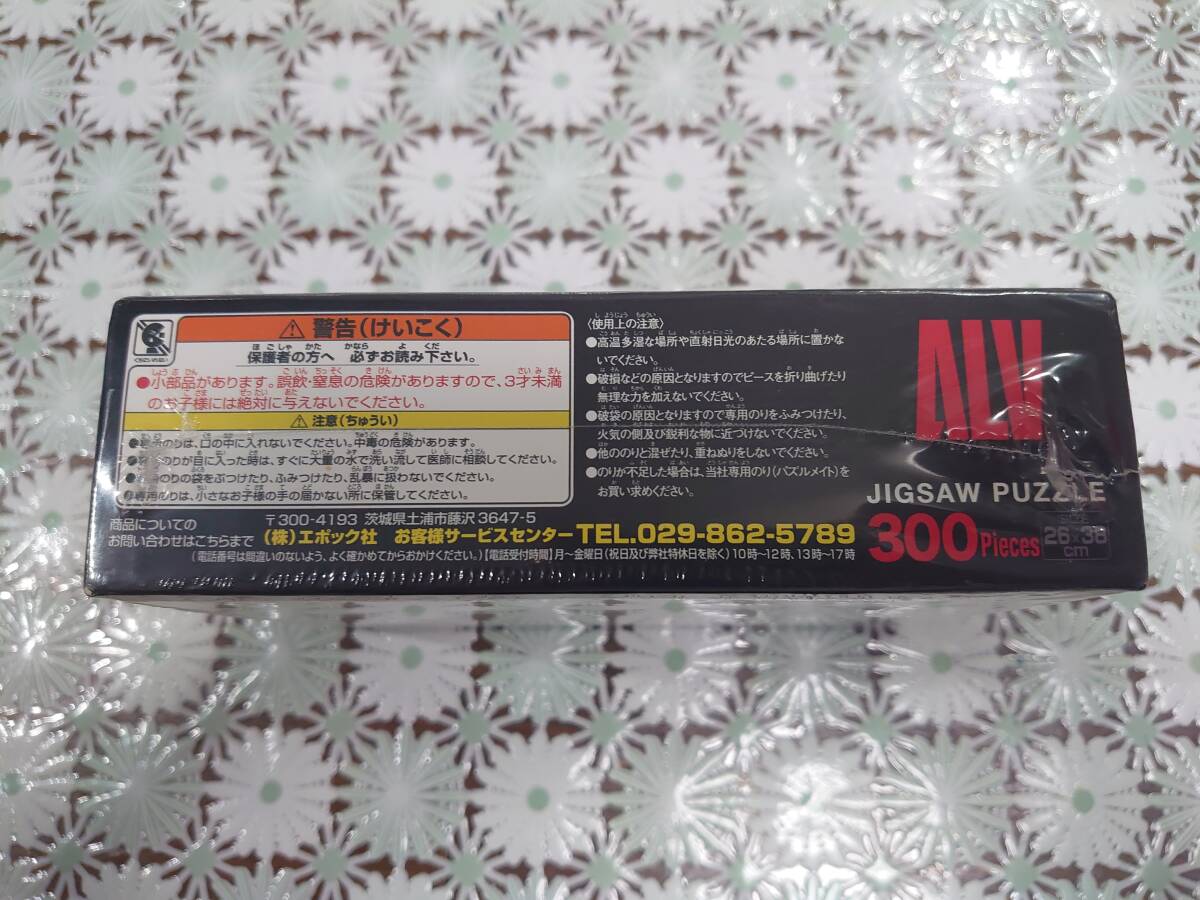 ⚠ 警告(けいこく)
保護者の方へ 必ずお読み下さい。
●小部品があります。誤飲・窒息の危険がありますので、3才未満
のお子様には絶対に与えないでください。
⚠ 注意(ちゅうい)
のりは、口の中に入れないでください。中毒の危険があります。
のりが目に入った時は、すぐに大量の水で洗い流して医師に相談してください。
のりの袋をぶつけたり、ふみつけたり、乱暴に扱わないでください。
専用のりは、小さなお子様の手の届かない所に保管してください。
〈使用上の注意〉
●高温多湿な場所や直射日光のあたる場所に置かな
いでください。
●破損などの原因となりますのでピースを折り曲げたり
無理な力を加えないでください。
●破袋の原因となりますので専用のりをふみつけたり、
火気の側及び鋭利な物に近づけないでください。
●他ののりと混ぜたり、重ねぬりをしないでください。
●のりが不足した場合は、当社専用のり(パズルメイト)を
お買い求めください。
JIGSAW PUZZLE
300 Pieces 26×38 cm
商品についての
お問い合わせはこちらまで
〒300-4193 茨城県土浦市藤沢3647-5
(株)エポック社 お客様サービスセンター TEL.029-862-5789
(電話番号は間違いのないよう、よく確かめてからおかけください。)【電話受付時間】月〜金曜日(祝日及び弊社特休日を除く)10時〜12時、13時〜17時